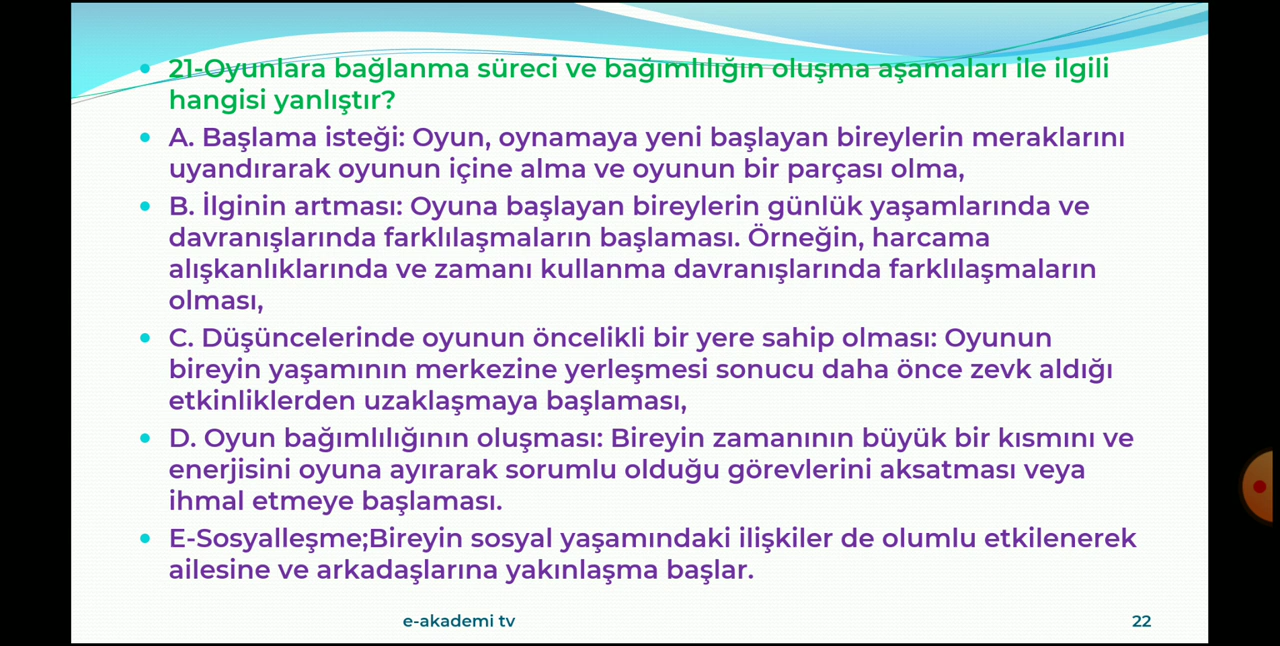 21-Oyunlara bağlanma süreci ve bağımlılığın oluşma aşamaları ile ilgili
hangisi yanlıştır?
A. Başlama isteği: Oyun, oynamaya yeni başlayan bireylerin meraklarını
uyandırarak oyunun içine alma ve oyunun bir parçası olma,
B. İlginin artması: Oyuna başlayan bireylerin günlük yaşamlarında ve
davranışlarında farklılaşmaların başlaması. Örneğin, harcama
alışkanlıklarında ve zamanı kullanma davranışlarında farklılaşmaların
olması,
C. Düşüncelerinde oyunun öncelikli bir yere sahip olması: Oyunun
bireyin yaşamının merkezine yerleşmesi sonucu daha önce zevk aldığı
etkinliklerden uzaklaşmaya başlaması,
D. Oyun bağımlılığının oluşması: Bireyin zamanının büyük bir kısmını ve
enerjisini oyuna ayırarak sorumlu olduğu görevlerini aksatması veya
ihmal etmeye başlaması.
E-Sosyalleşme;Bireyin sosyal yaşamındaki ilişkiler de olumlu etkilenerek
ailesine ve arkadaşlarına yakınlaşma başlar.
e-akademi tv
22